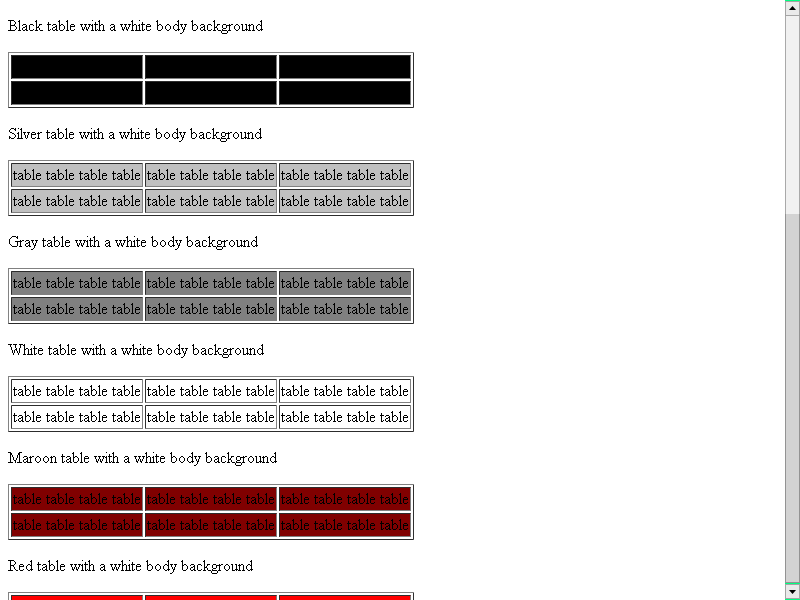 Black table with a white body background
Silver table with a white body background
table table table table table table table table table table table table
table table table table table table table table table table table table
Gray table with a white body background
table table table table table table table table table table table table
table table table table table table table table table table table table
White table with a white body background
table table table table table table table table table table table table
table table table table table table table table table table table table
Maroon table with a white body background
table table table table table table table table table table table table
table table table table table table table table table table table table
Red table with a white body background